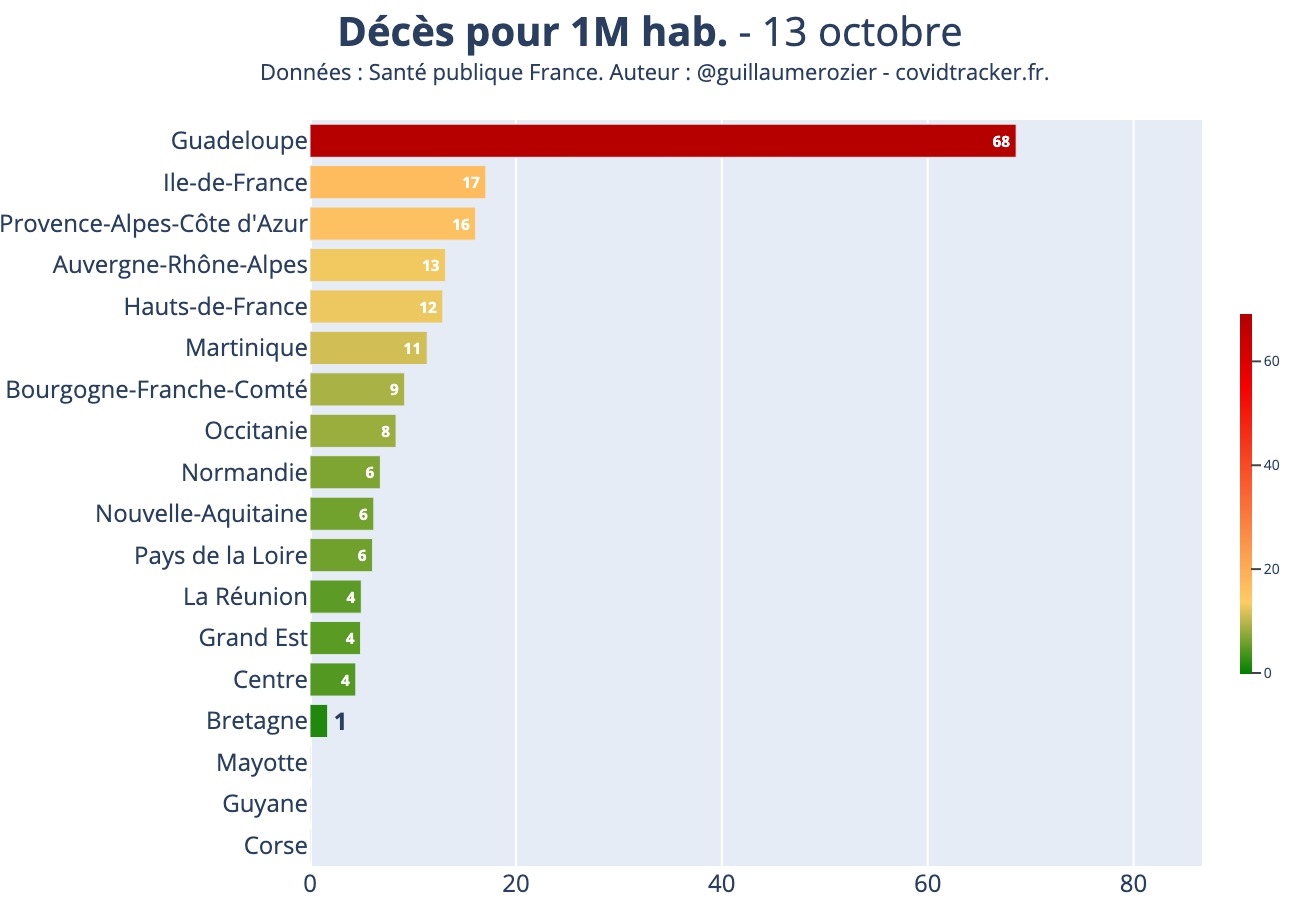 Décès pour 1M hab. - 13 octobre
Données : Santé publique France. Auteur : @guillaumerozier - covidtracker.fr.
Guadeloupe 68
Ile-de-France 17
Provence-Alpes-Côte d'Azur 16
Auvergne-Rhône-Alpes 13
Hauts-de-France 12
Martinique 11
Bourgogne-Franche-Comté 9
Occitanie 8
Normandie 6
Nouvelle-Aquitaine 6
Pays de la Loire 6
La Réunion 4
Grand Est 4
Centre 4
Bretagne 1
Mayotte
Guyane
Corse
0 20 40 60 80
60
40
20
0